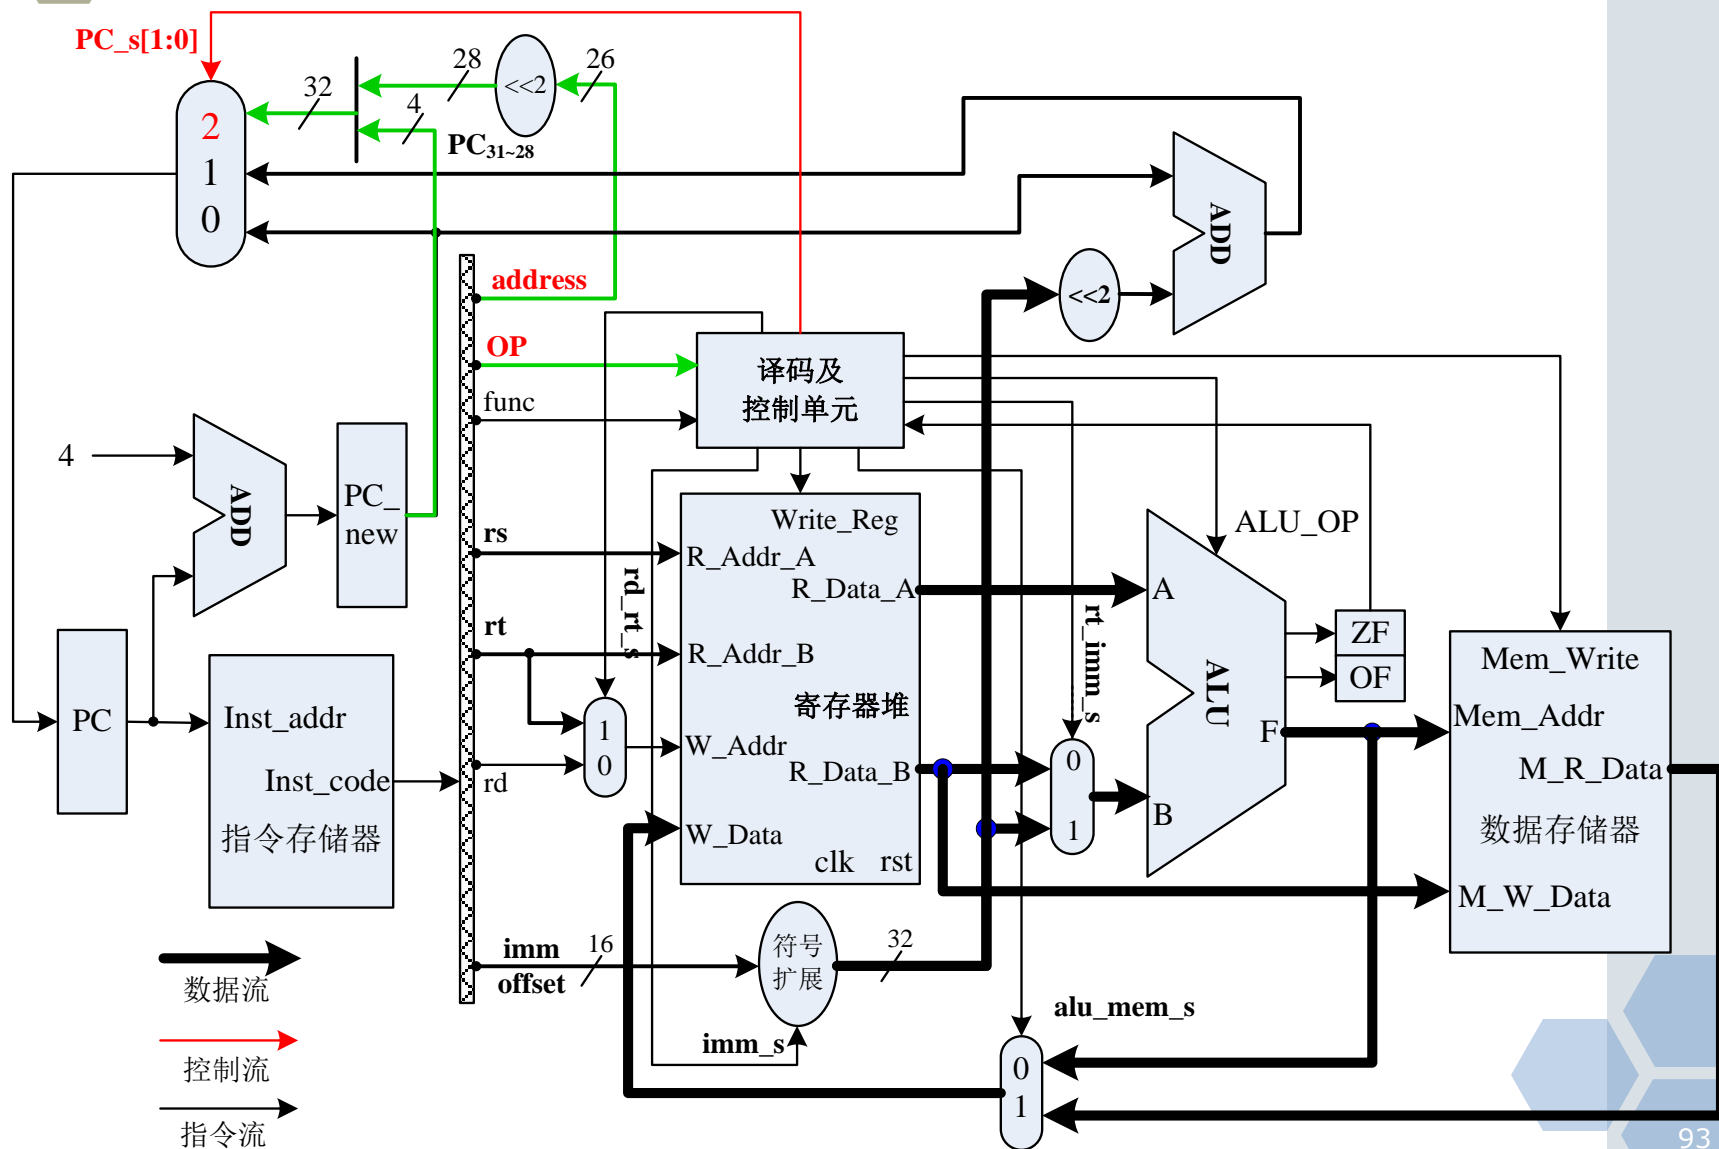 PC_s[1:0]
32
28
<<2
26
4
PC31~28
2
1
0
ADD
<<2
address
OP
func
译码及
控制单元
4
ADD
PC_
new
rs
rt
rd
rd_rt_s
1
0
Write_Reg
R_Addr_A
R_Data_A
R_Addr_B
寄存器堆
W_Addr
R_Data_B
W_Data
clk rst
rt_imm_s
0
1
ALU_OP
A
ALU
F
B
ZF
OF
Mem_Write
Mem_Addr
M_R_Data
数据存储器
M_W_Data
PC
Inst_addr
Inst_code
指令存储器
imm
offset
16
符号
扩展
32
imm_s
alu_mem_s
0
1
数据流
控制流
指令流
93